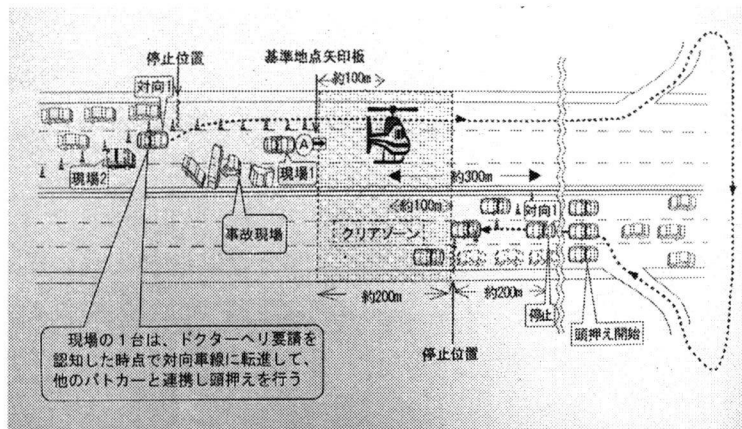 停止位置
基準地点矢印板
約100m
対向1
A
現場2
現場1
約300m
約100m
対向1
事故現場
クリアゾーン
約200m
約200m
停止
頭押え開始
停止位置
現場の1台は、ドクターヘリ要請を
認知した時点で対向車線に転進して、
他のパトカーと連携し頭押えを行う